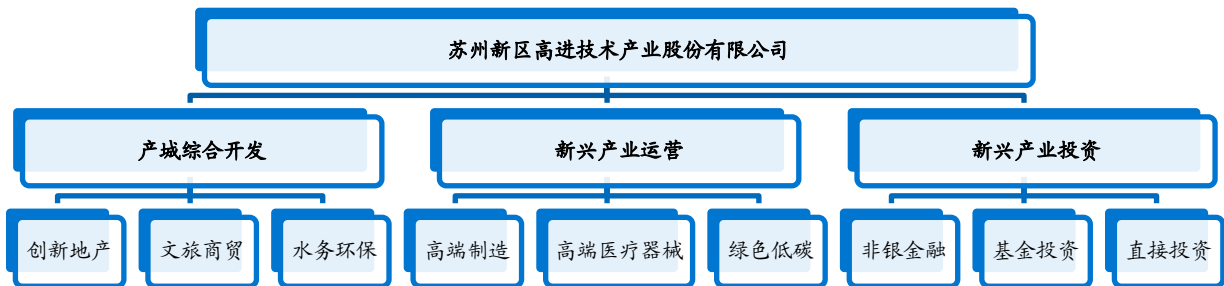 苏州新区高进技术产业股份有限公司
产城综合开发
新兴产业运营
新兴产业投资
创新地产
文旅商贸
水务环保
高端制造
高端医疗器械
绿色低碳
非银金融
基金投资
直接投资